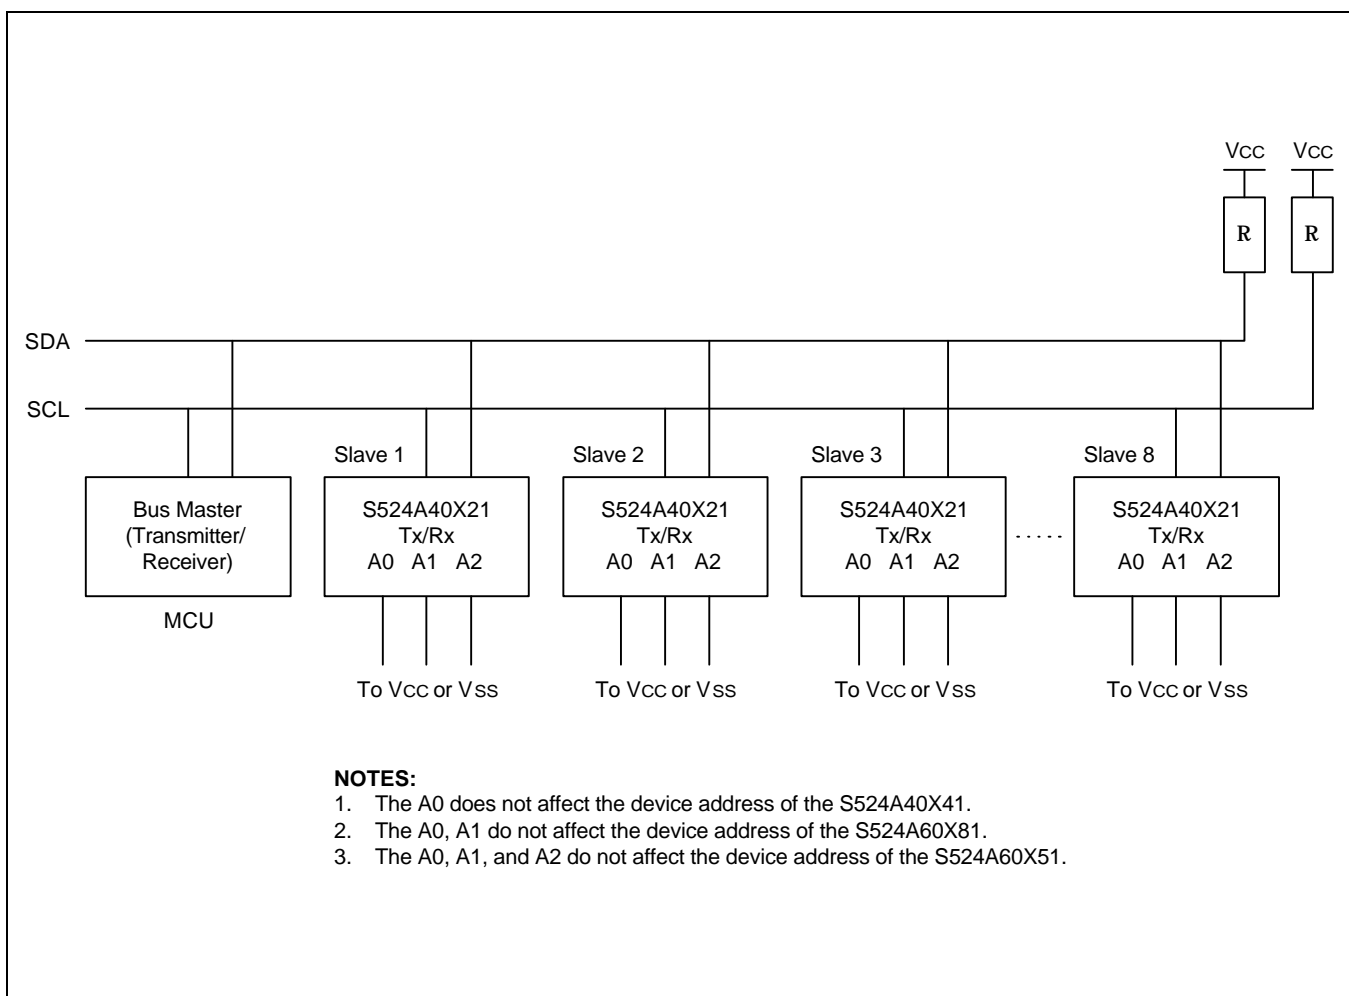 VCC VCC
R R
SDA
SCL
Slave 1 Slave 2 Slave 3 Slave 8
Bus Master
(Transmitter/
Receiver)
MCU
S524A40X21
Tx/Rx
A0 A1 A2
To VCC or VSS
S524A40X21
Tx/Rx
A0 A1 A2
To VCC or VSS
S524A40X21
Tx/Rx
A0 A1 A2
To VCC or VSS
.....
S524A40X21
Tx/Rx
A0 A1 A2
To VCC or VSS
NOTES:
1. The A0 does not affect the device address of the S524A40X41.
2. The A0, A1 do not affect the device address of the S524A60X81.
3. The A0, A1, and A2 do not affect the device address of the S524A60X51.